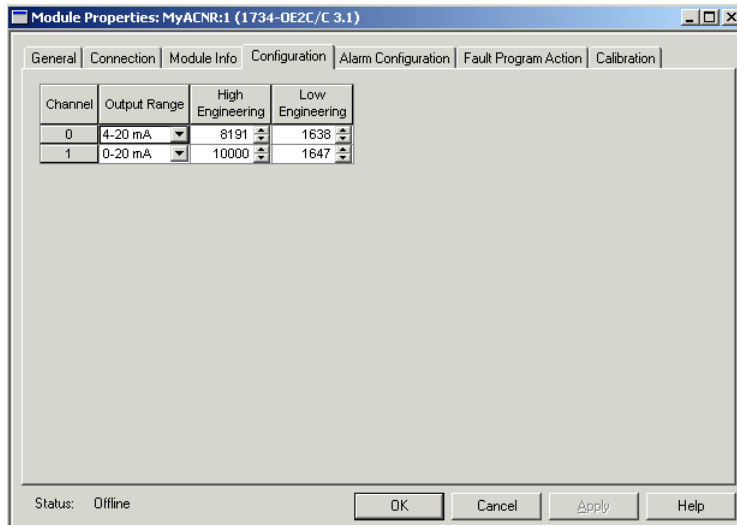 Module Properties: MyACNR:1 (1734-OE2C/C 3.1)
General Connection Module Info Configuration Alarm Configuration Fault Program Action Calibration
Channel Output Range High Engineering Low Engineering
0 4-20 mA 8191 1638
1 0-20 mA 10000 1647
Status: Offline OK Cancel Apply Help